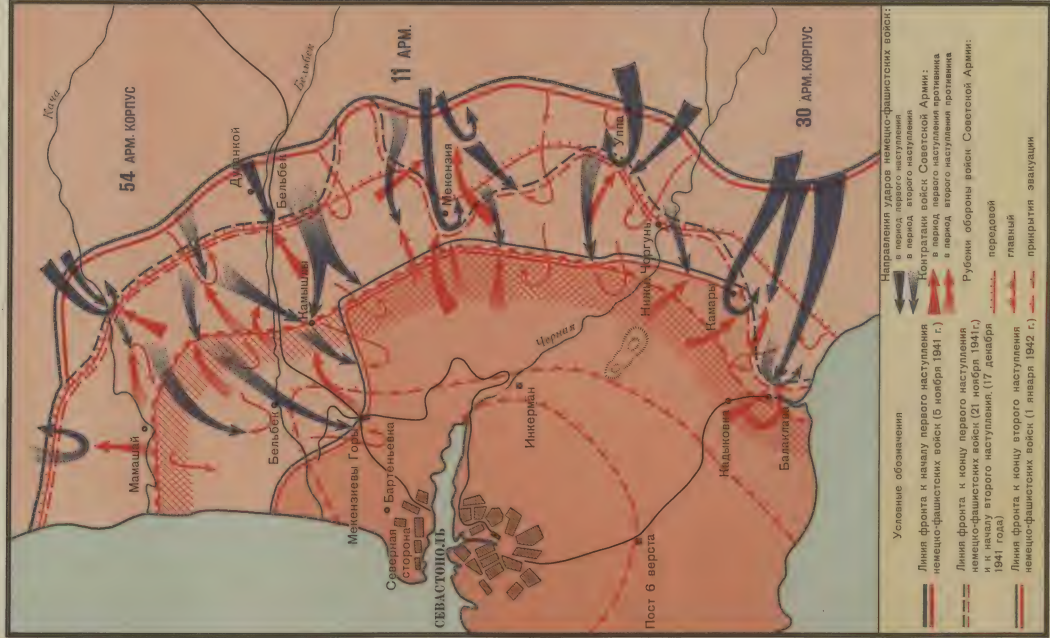 54 АРМ. КОРПУС
11 АРМ.
30 АРМ. КОРПУС
Кача
Бельбек
Дуванкой
Бельбек
Мекензия
Уппа
Мамашай
Бельбек
Камышлы
Мекензиевы Горы
Бартеньевка
Северная
сторона
СЕВАСТОПОЛЬ
Инкерман
Черная
Нижн. Чоргунь
Камары
Кадыковка
Балаклава
Пост 6 верста
Условные обозначения
Линия фронта к началу первого наступления
немецко-фашистских войск (5 ноября 1941 г.)
Линия фронта к концу первого наступления
немецко-фашистских войск (21 ноября 1941г.)
и к началу второго наступления, (17 декабря
1941 года)
Линия фронта к концу второго наступления
немецко-фашистских войск (1 января 1942 г.)
Направления ударов немецко-фашистских войск:
в период первого наступления
в период второго наступления
Контратаки войск Советской Армии:
в период первого наступления противника
в период второго наступления противника
Рубежи обороны войск Советской Армии:
передовой
главный
прикрытия эвакуации